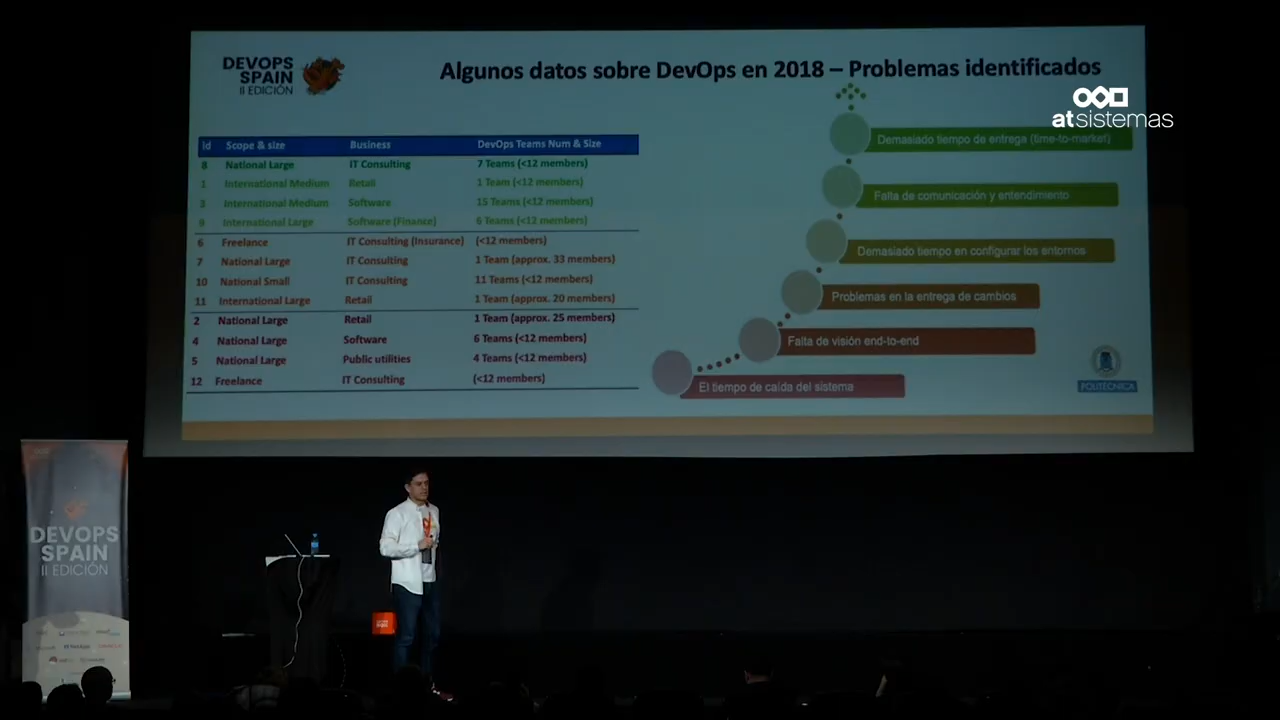 DEVOPS
SPAIN
II EDICIÓN
Algunos datos sobre DevOps en 2018 – Problemas identificados
atsistemas
Id Scope & size Business DevOps Teams Num & Size
8 National Large IT Consulting 7 Teams (<12 members)
1 International Medium Retail 1 Team (<12 members)
3 International Medium Software 15 Teams (<12 members)
9 International Large Software (Finance) 6 Teams (<12 members)
6 Freelance IT Consulting (Insurance) (<12 members)
7 National Large IT Consulting 1 Team (approx. 33 members)
10 National Small IT Consulting 11 Teams (<12 members)
11 International Large Retail 1 Team (approx. 20 members)
2 National Large Retail 1 Team (approx. 25 members)
4 National Large Software 6 Teams (<12 members)
5 National Large Public utilities 4 Teams (<12 members)
12 Freelance IT Consulting (<12 members)
Demasiado tiempo de entrega (time-to-market)
Falta de comunicación y entendimiento
Demasiado tiempo en configurar los entornos
Problemas en la entrega de cambios
Falta de visión end-to-end
El tiempo de caída del sistema
POLITÉCNICA
DEVOPS
SPAIN
II EDICIÓN